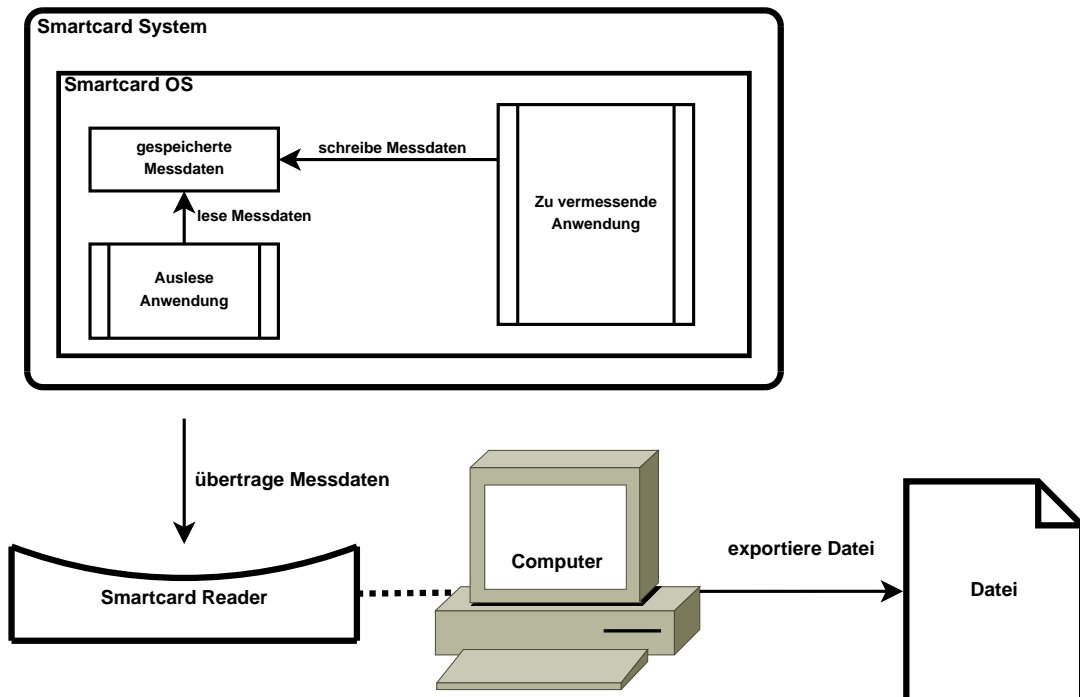 Smartcard System
Smartcard OS
gespeicherte
Messdaten
schreibe Messdaten
Zu vermessende
Anwendung
lese Messdaten
Auslese
Anwendung
übertrage Messdaten
Smartcard Reader
Computer
exportiere Datei
Datei